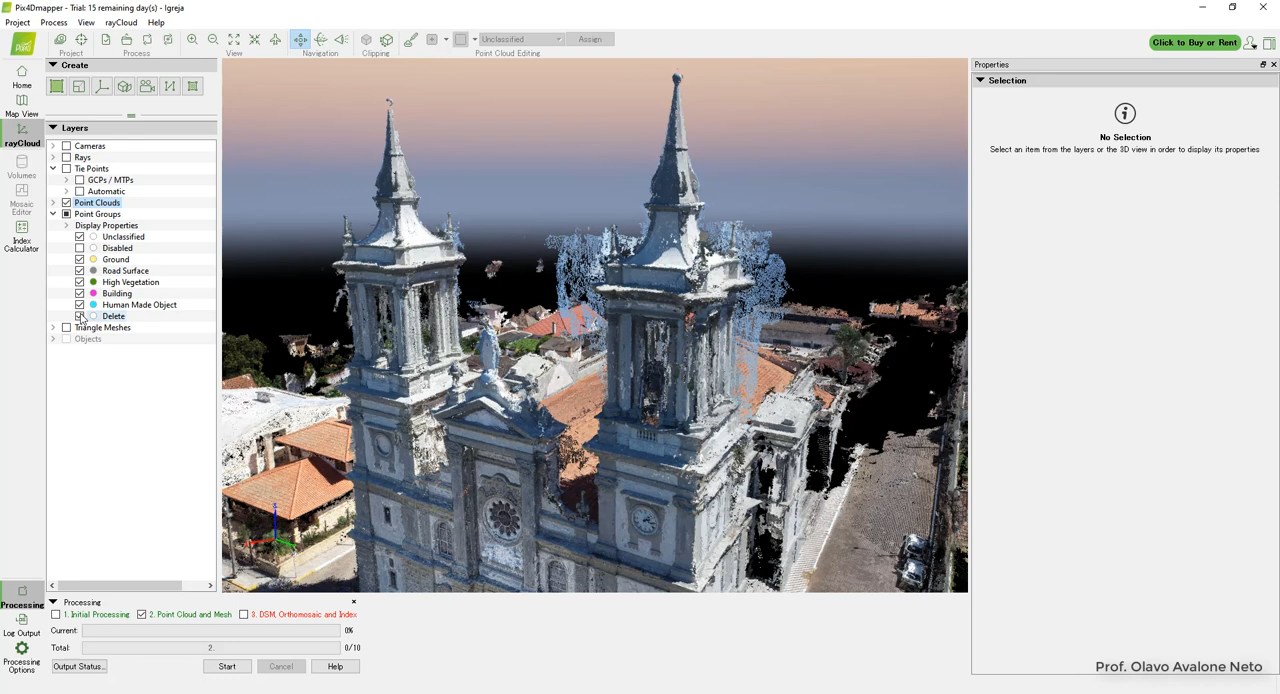 Pix4Dmapper - Trial: 15 remaining day(s) - Igreja
Project Process View rayCloud Help
Project Process View Navigation Clipping Point Cloud Editing
Unclassified Assign
Click to Buy or Rent
Home
Map View
rayCloud
Volumes
Mosaic
Editor
Index
Calculator
Create
Layers
Cameras
Rays
Tie Points
GCPs / MTPs
Automatic
Point Clouds
Point Groups
Display Properties
Unclassified
Disabled
Ground
Road Surface
High Vegetation
Building
Human Made Object
Delete
Triangle Meshes
Objects
Properties
Selection
No Selection
Select an item from the layers or the 3D view in order to display its properties
Processing
Log Output
Processing
Options
Processing
1. Initial Processing 2. Point Cloud and Mesh 3. DSM, Orthomosaic and Index
Current: 0%
Total: 2. 0/10
Output Status... Start Cancel Help
Prof. Olavo Avalone Neto